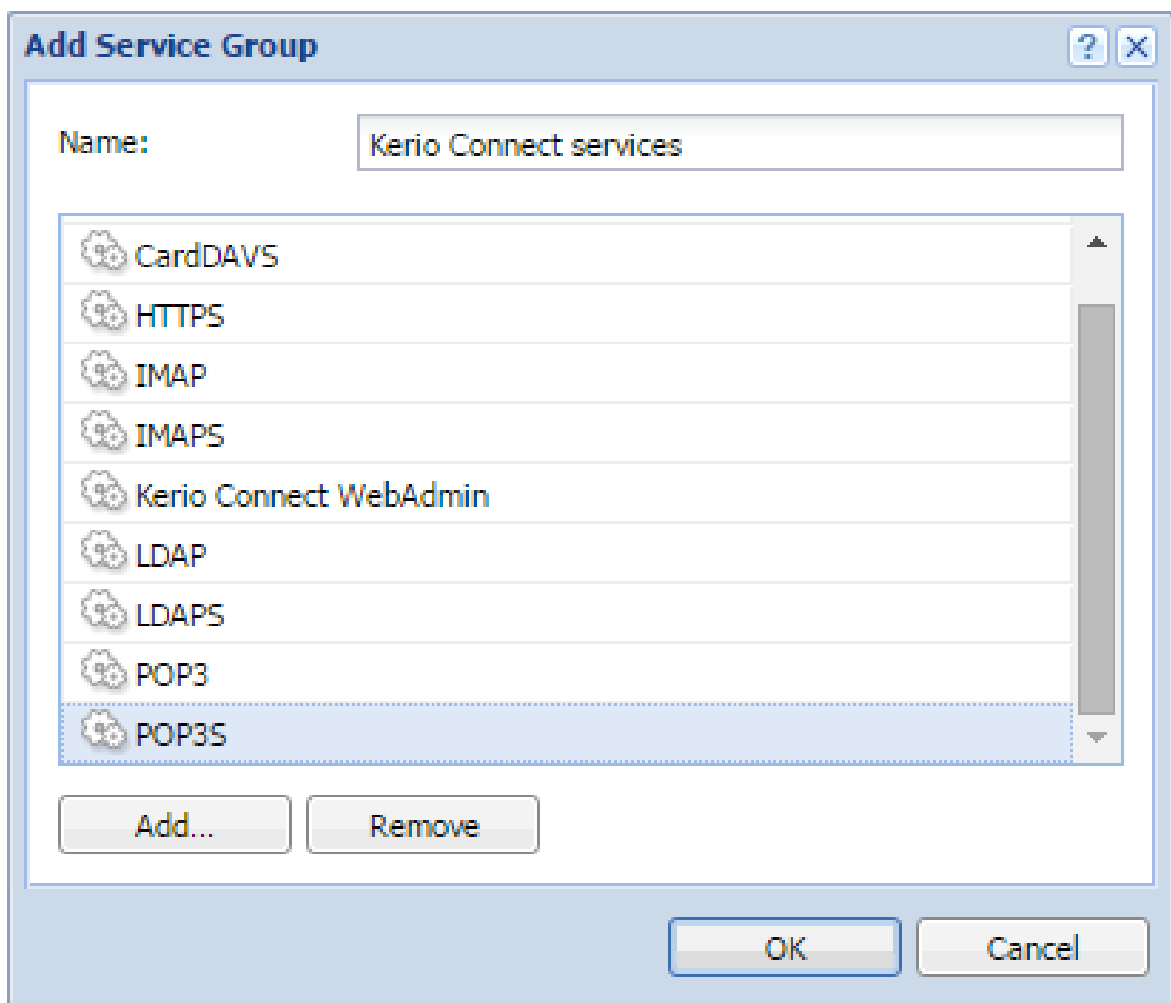 Add Service Group
Name: Kerio Connect services
CardDAVS
HTTPS
IMAP
IMAPS
Kerio Connect WebAdmin
LDAP
LDAPS
POP3
POP3S
Add... Remove
OK Cancel